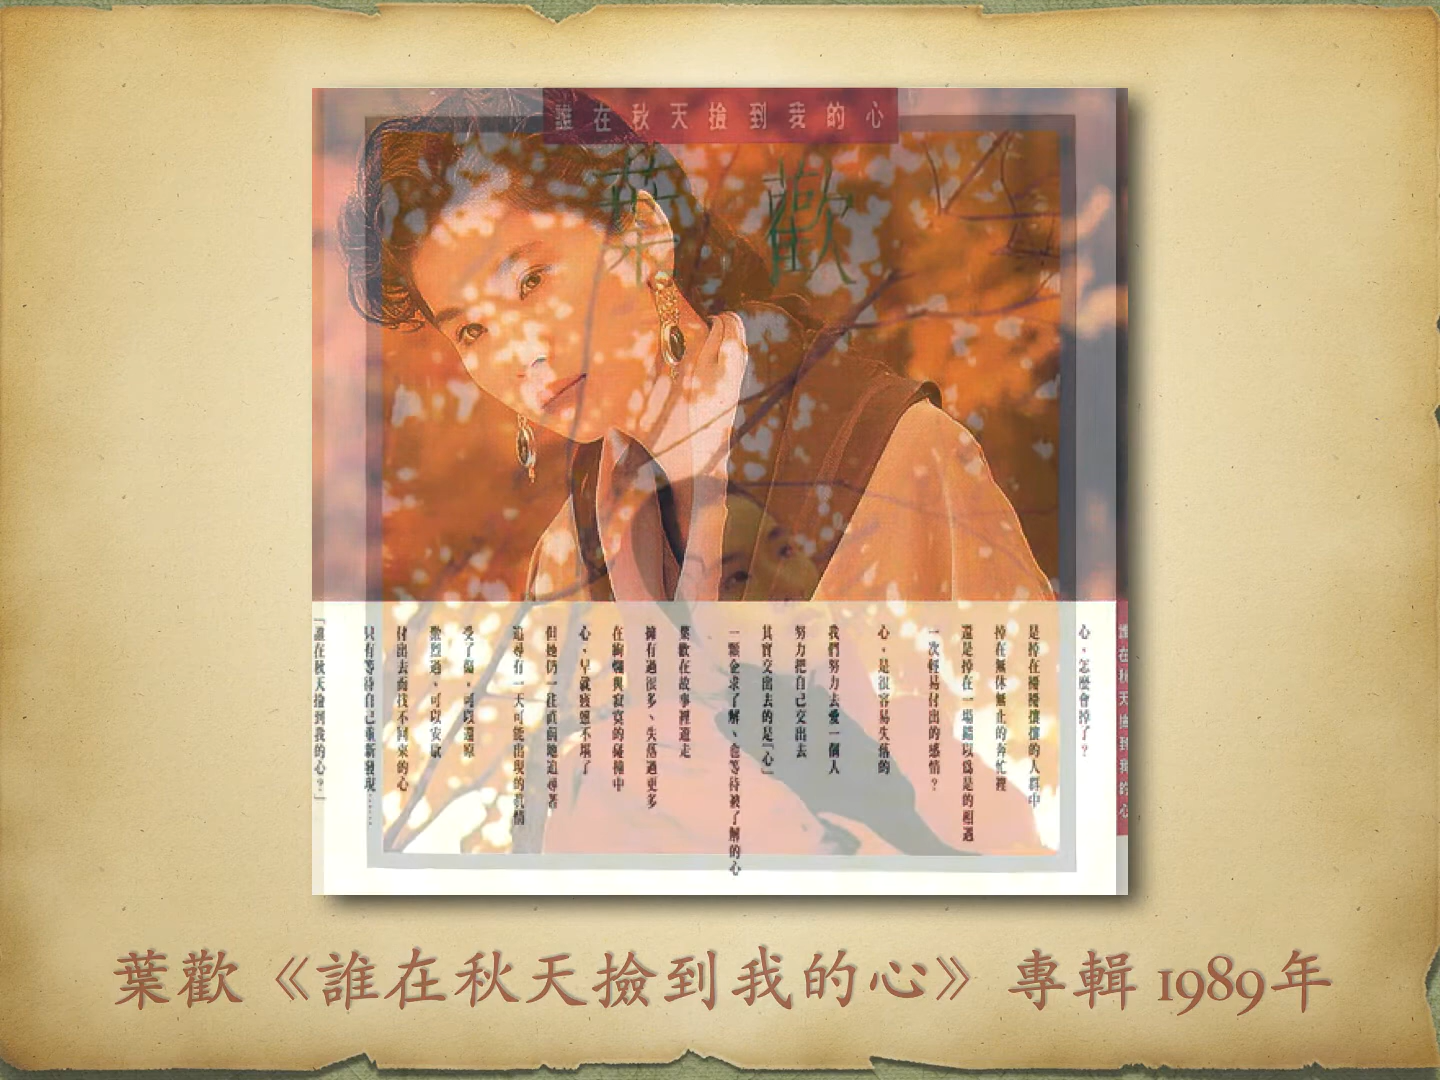 誰在秋天撿到我的心
葉歡
心，怎麼會掉了？
是掉在擾擾攘攘的人群中
掉在無休無止的奔忙裡
還是掉在一場錯以為是的相遇
一次輕易付出的感情？
心，是很容易失落的
我們努力去愛一個人
努力把自己交出去
其實交出去的是「心」
一顆企求了解、也等待被了解的心
葉歡在故事裡遊走
擁有過很多、失落過更多
在絢爛與寂寞的碰撞中
心，早就疲憊不堪了
但她仍一往直前地追尋著
追尋有一天可能出現的真情
受了傷，可以還原
歡烈過，可以安歇
付出去而找不回來的心
只有等待自己重新發現……
「誰在秋天撿到我的心？」
誰在秋天撿到我的心
葉歡《誰在秋天撿到我的心》專輯 1989年